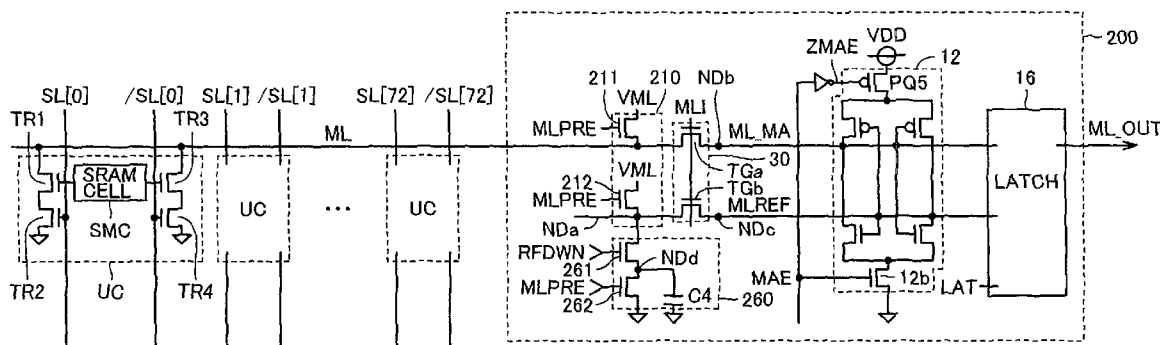 200
VDD
ZMAE
12
PQ5
16
SL[0] /SL[0] SL[1] /SL[1] SL[72] /SL[72]
211 210 NDb
VML MLI
TR1 TR3
ML MLPRE ML_MA ML_OUT
30
TGa
SRAM
CELL
VML
212 TGb
MLPRE MLREF
LATCH
UC ... UC
SMC
NDa NDc
RFDWN NDd
261
MAE
MLPRE C4 12b LAT
262 260
TR2 UC TR4